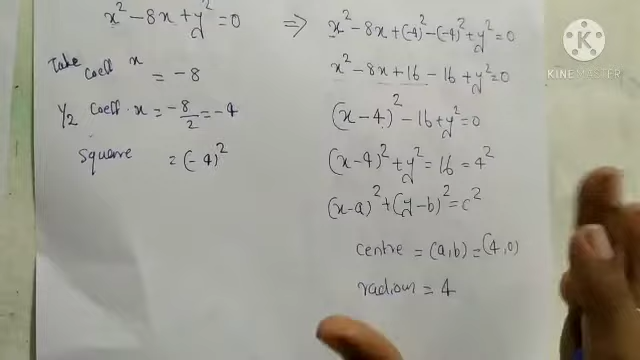 x² - 8x + y² = 0 ⇒ x² - 8x + (-4)² - (-4)² + y² = 0
Take coeff x = -8
x² - 8x + 16 - 16 + y² = 0
1/2 coeff. x = -8/2 = -4
(x-4)² - 16 + y² = 0
Square = (-4)²
(x-4)² + y² = 16 = 4²
(x-a)² + (y-b)² = c²
centre = (a,b) = (4,0)
radius = 4
KINEMASTER